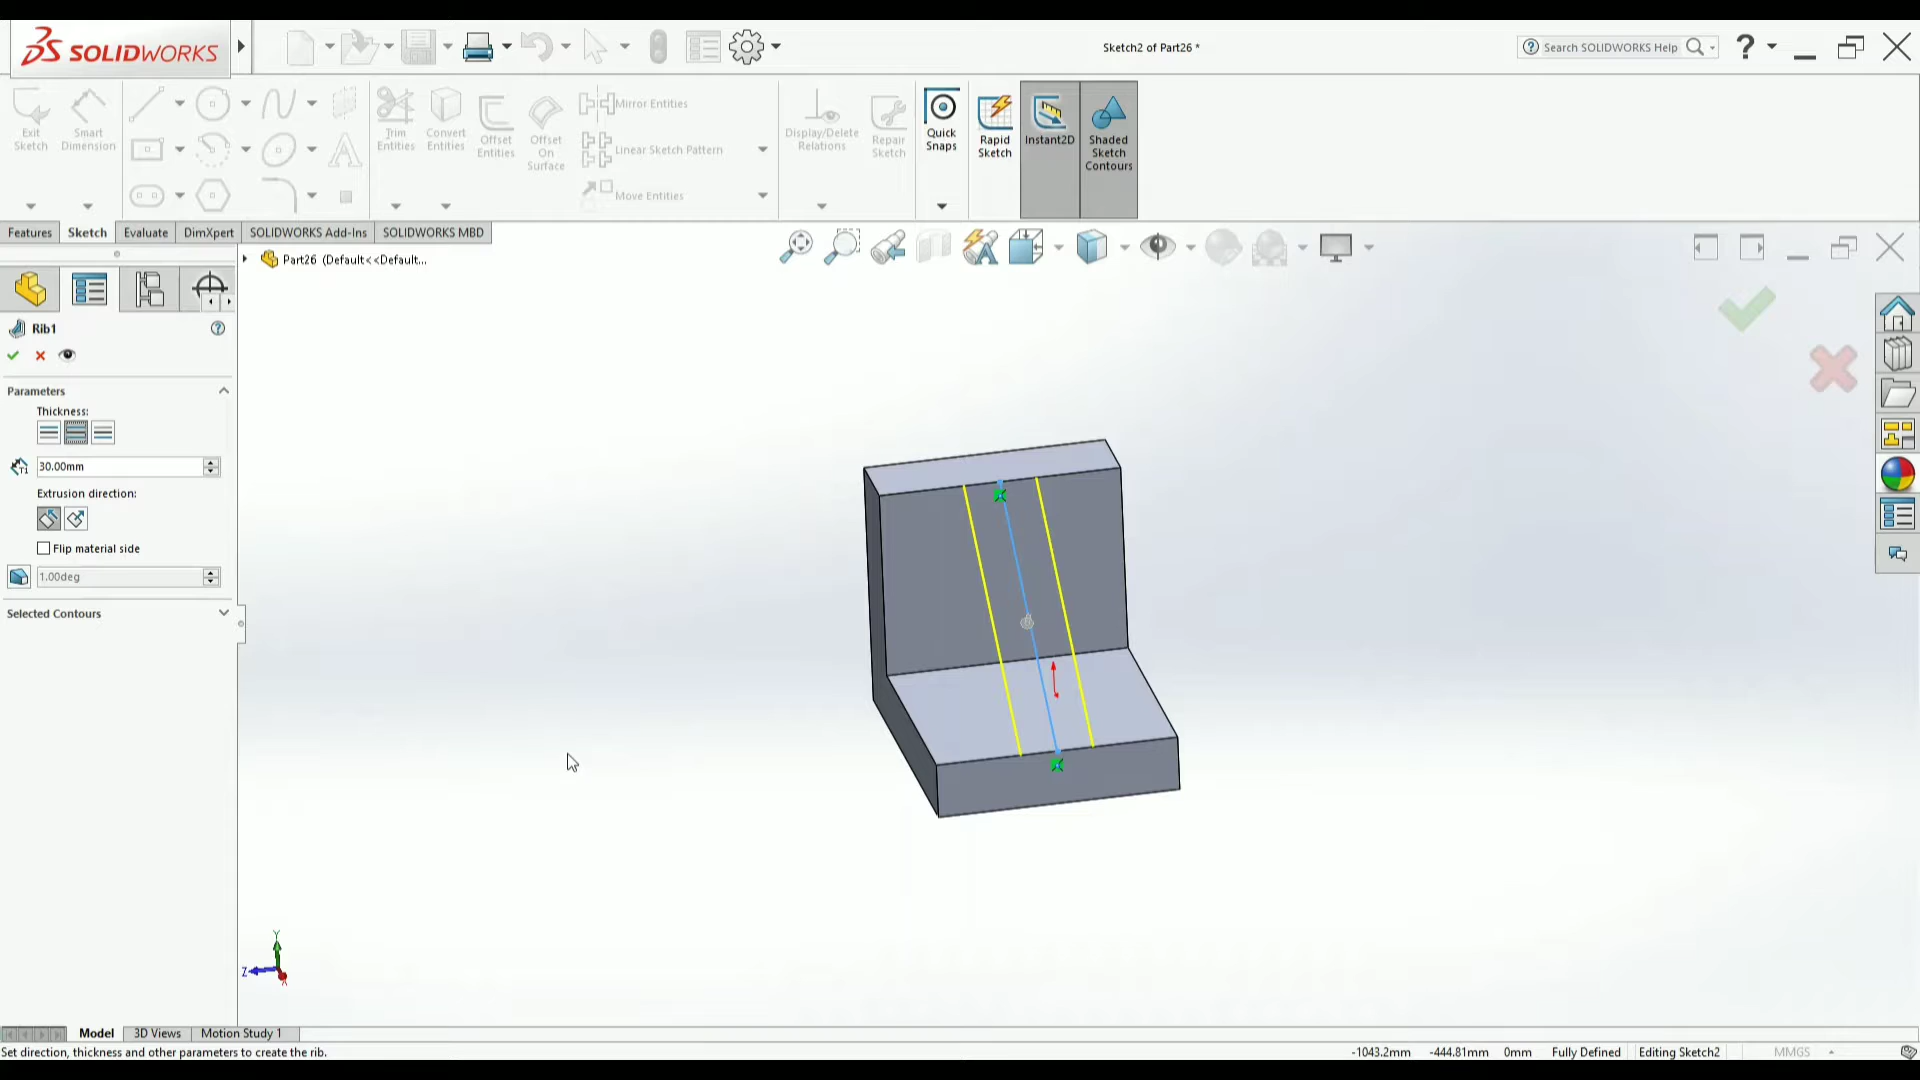 SOLIDWORKS
Sketch2 of Part26 *
Search SOLIDWORKS Help
Exit Sketch
Smart Dimension
Trim Entities
Convert Entities
Offset Entities
Offset On Surface
Mirror Entities
Linear Sketch Pattern
Move Entities
Display/Delete Relations
Repair Sketch
Quick Snaps
Rapid Sketch
Instant2D
Shaded Sketch Contours
Features
Sketch
Evaluate
DimXpert
SOLIDWORKS Add-Ins
SOLIDWORKS MBD
Part26 (Default<<Default...
Rib1
Parameters
Thickness:
30.00mm
Extrusion direction:
Flip material side
1.00deg
Selected Contours
Y
Z
Model
3D Views
Motion Study 1
Set direction, thickness and other parameters to create the rib.
-1043.2mm
-444.81mm
0mm
Fully Defined
Editing Sketch2
MMGS